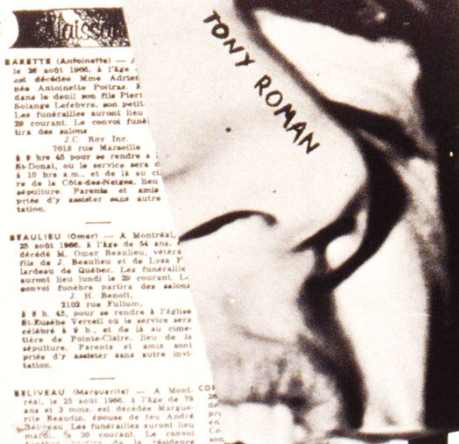 Naissan
TONY ROMAN
BARETTE (Antoinette) — A
le 26 août 1966, à l'âge
est décédée Mme Adrien
née Antoinette Poitras. E
dans le deuil son fils Pierr
Solange Lefebvre, son petit
Les funérailles auront lieu
29 courant. Le convoi funè
tira des salons
J.C. Roy Inc.
7018 rue Marseille
à 9 hrs 45 pour se rendre à
St-Donat, où le service sera c
à 10 hrs a.m., et de là au ci
re de la Côte-des-Neiges, lieu
sépulture. Parents et amis
priés d'y assister sans autre
tation.
BEAULIEU (Omer) — A Montréal,
25 août 1966, à l'âge de 54 ans,
décédé M. Omer Beaulieu, vétéra
fils de J. Beaulieu et de Lyas P
lardeau de Québec. Les funéraille
auront lieu lundi le 29 courant. Le
convoi funèbre partira des salons
J. H. Benoit,
2102 rue Fullum,
à 8 h. 45, pour se rendre à l'église
St-Eusèbe Verceil où le service sera
célébré à 9 h., et de là au cime-
tière de Pointe-Claire, lieu de la
sépulture. Parents et amis sont
priés d'y assister sans autre invi-
tation.
BELIVEAU (Marguerite) — A Mont-
réal, le 25 août 1966, à l'âge de 78
ans et 3 mois, est décédée Margue-
rite Beaudin, épouse de feu André
Béliveau. Les funérailles auront lieu
mardi, 30 courant. Le convoi
de la résidence